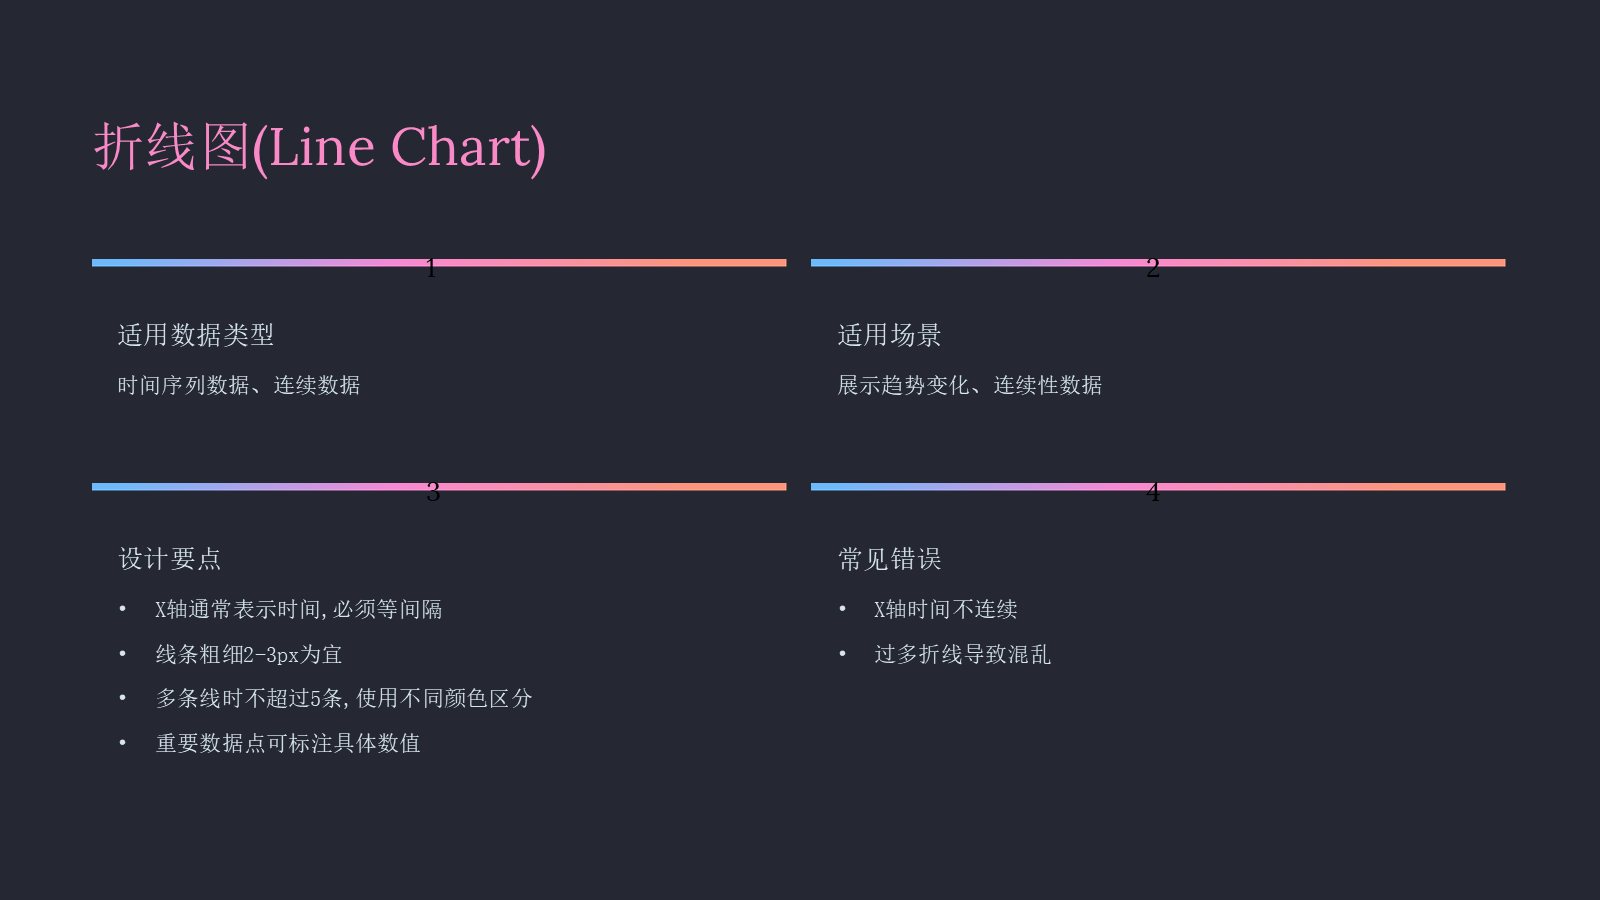 折线图(Line Chart)
1
适用数据类型
时间序列数据、连续数据
2
适用场景
展示趋势变化、连续性数据
3
设计要点
• X轴通常表示时间,必须等间隔
• 线条粗细2-3px为宜
• 多条线时不超过5条,使用不同颜色区分
• 重要数据点可标注具体数值
4
常见错误
• X轴时间不连续
• 过多折线导致混乱